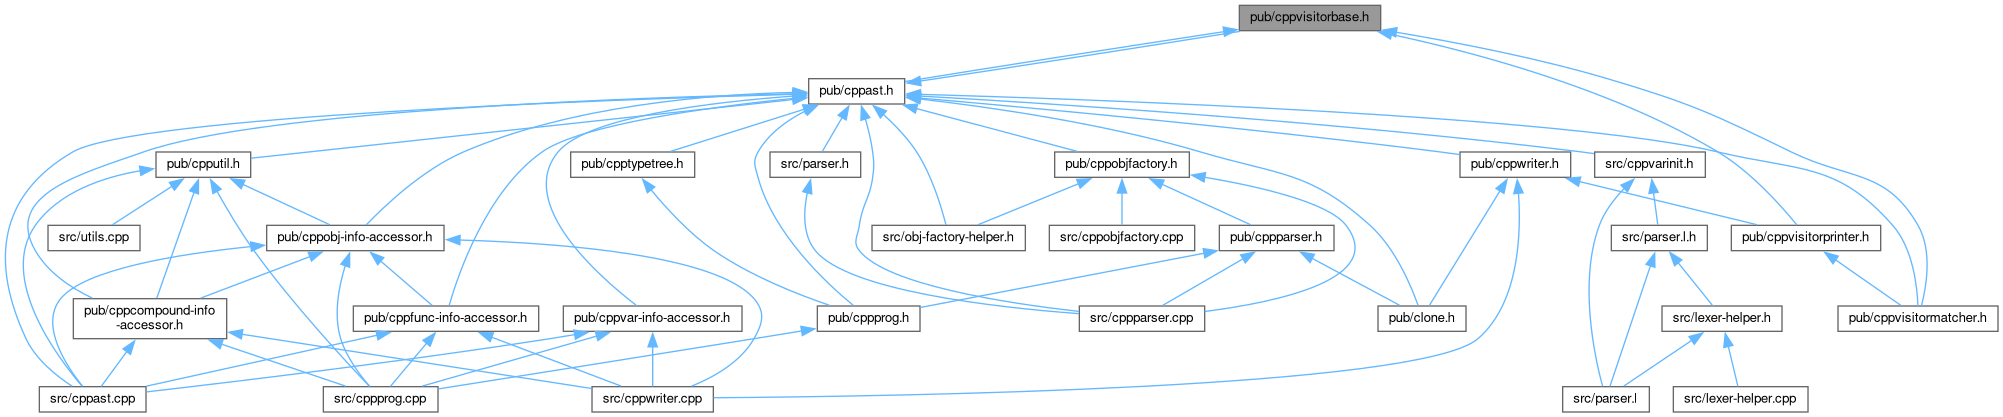 pub/cppvisitorbase.h
pub/cppast.h
pub/cpputil.h
pub/cpptypetree.h
src/parser.h
pub/cppobjfactory.h
pub/cppwriter.h
src/cppvarinit.h
src/utils.cpp
pub/cppobj-info-accessor.h
src/obj-factory-helper.h
src/cppobjfactory.cpp
pub/cppparser.h
src/parser.l.h
pub/cppvisitorprinter.h
pub/cppcompound-info
-accessor.h
pub/cppfunc-info-accessor.h
pub/cppvar-info-accessor.h
pub/cppprog.h
src/cppparser.cpp
pub/clone.h
src/lexer-helper.h
pub/cppvisitormatcher.h
src/cppast.cpp
src/cppprog.cpp
src/cppwriter.cpp
src/parser.l
src/lexer-helper.cpp